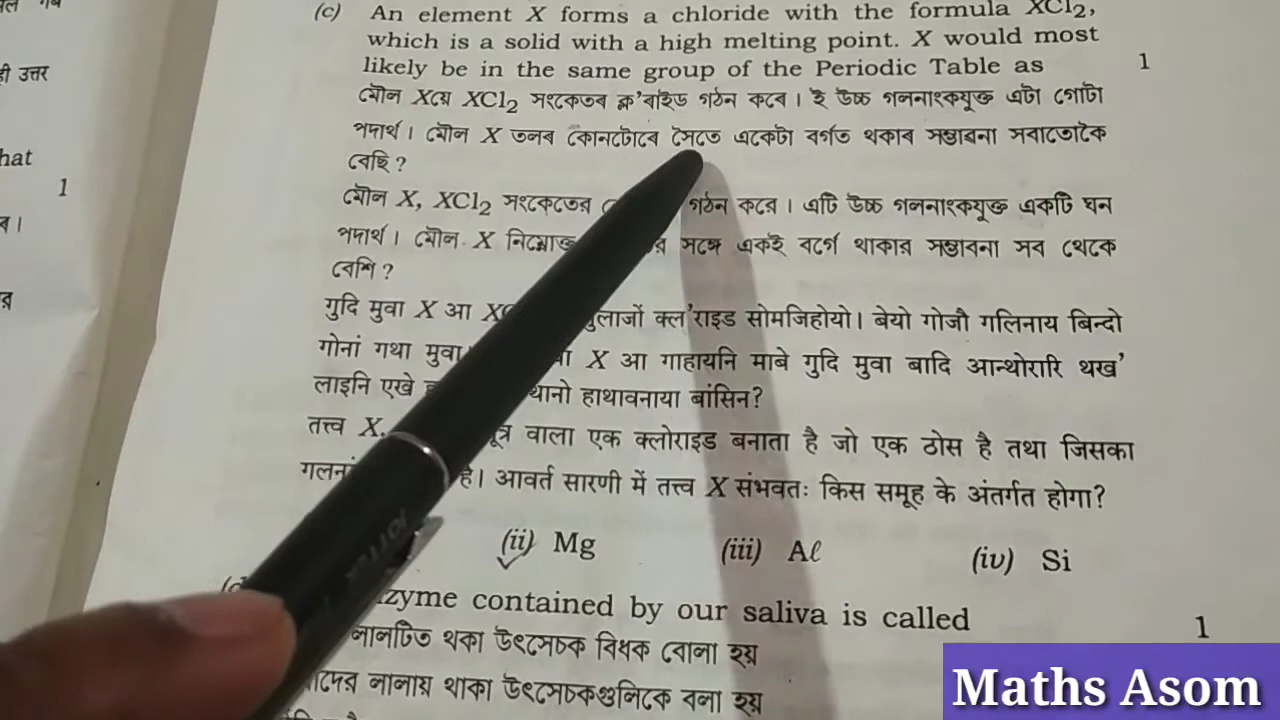 ही उत्तर
hat
1
(c) An element X forms a chloride with the formula XCl₂,
which is a solid with a high melting point. X would most
likely be in the same group of the Periodic Table as 1
মৌল Xয়ে XCl₂ সংকেতৰ ক্ল'ৰাইড গঠন কৰে। ই উচ্চ গলনাংকযুক্ত এটা গোটা
পদাৰ্থ। মৌল X তলৰ কোনটোৰে সৈতে একেটা বৰ্গত থকাৰ সম্ভাৱনা সবাতোকৈ
বেছি?
মৌল X, XCl₂ সংকেতের গঠন করে। এটি উচ্চ গলনাংকযুক্ত একটি ঘন
পদার্থ। মৌল X সঙ্গে একই বর্গে থাকার সম্ভাবনা সব থেকে
বেশি?
गुदि मुवा X आ क्ल'राइड सोमजिहोयो। बेयो गोजौ गलिनाय बिन्दो
गोनां गथा मुवा X आ गाहायनि माबे गुदि मुवा बादि आन्थोरारि थख'
लाइनि एखे हाथावनाया बांसिन?
तत्त्व X वाला एक क्लोराइड बनाता है जो एक ठोस है तथा जिसका
है। आवर्त सारणी में तत्त्व X संभवतः किस समूह के अंतर्गत होगा?
(ii) Mg (iii) Al (iv) Si
contained by our saliva is called 1
থকা উৎসেচক বিধক বোলা হয়
লালায় থাকা উৎসেচকগুলিকে বলা হয়
Maths Asom